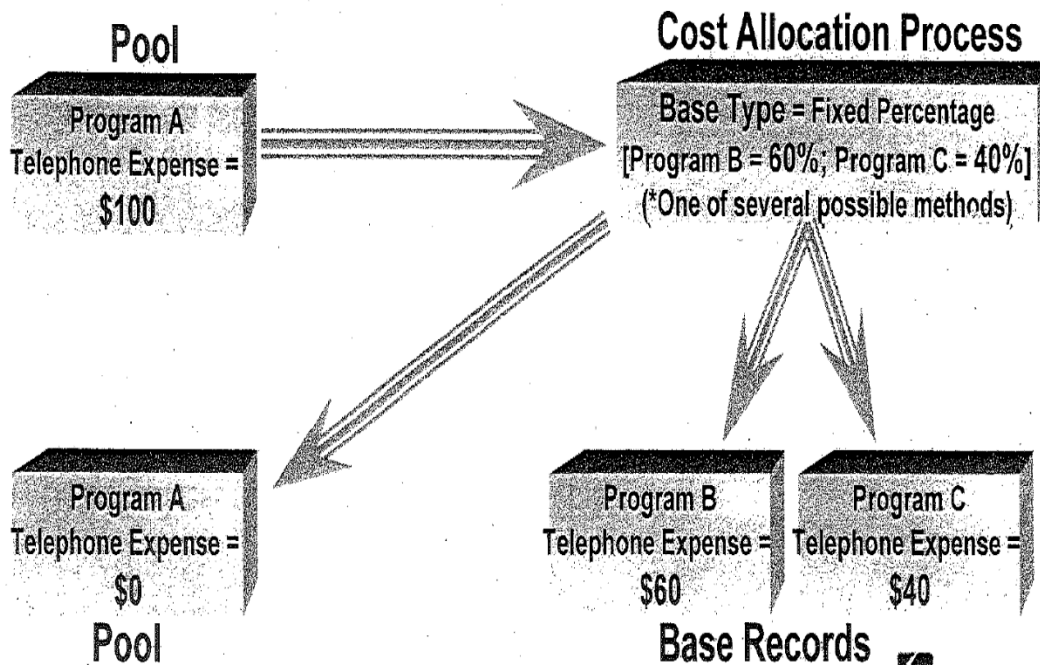 Pool
Program A
Telephone Expense =
$100
Cost Allocation Process
Base Type = Fixed Percentage
[Program B = 60%; Program C = 40%]
(*One of several possible methods)
Program A
Telephone Expense =
$0
Pool
Program B
Telephone Expense =
$60
Program C
Telephone Expense =
$40
Base Records